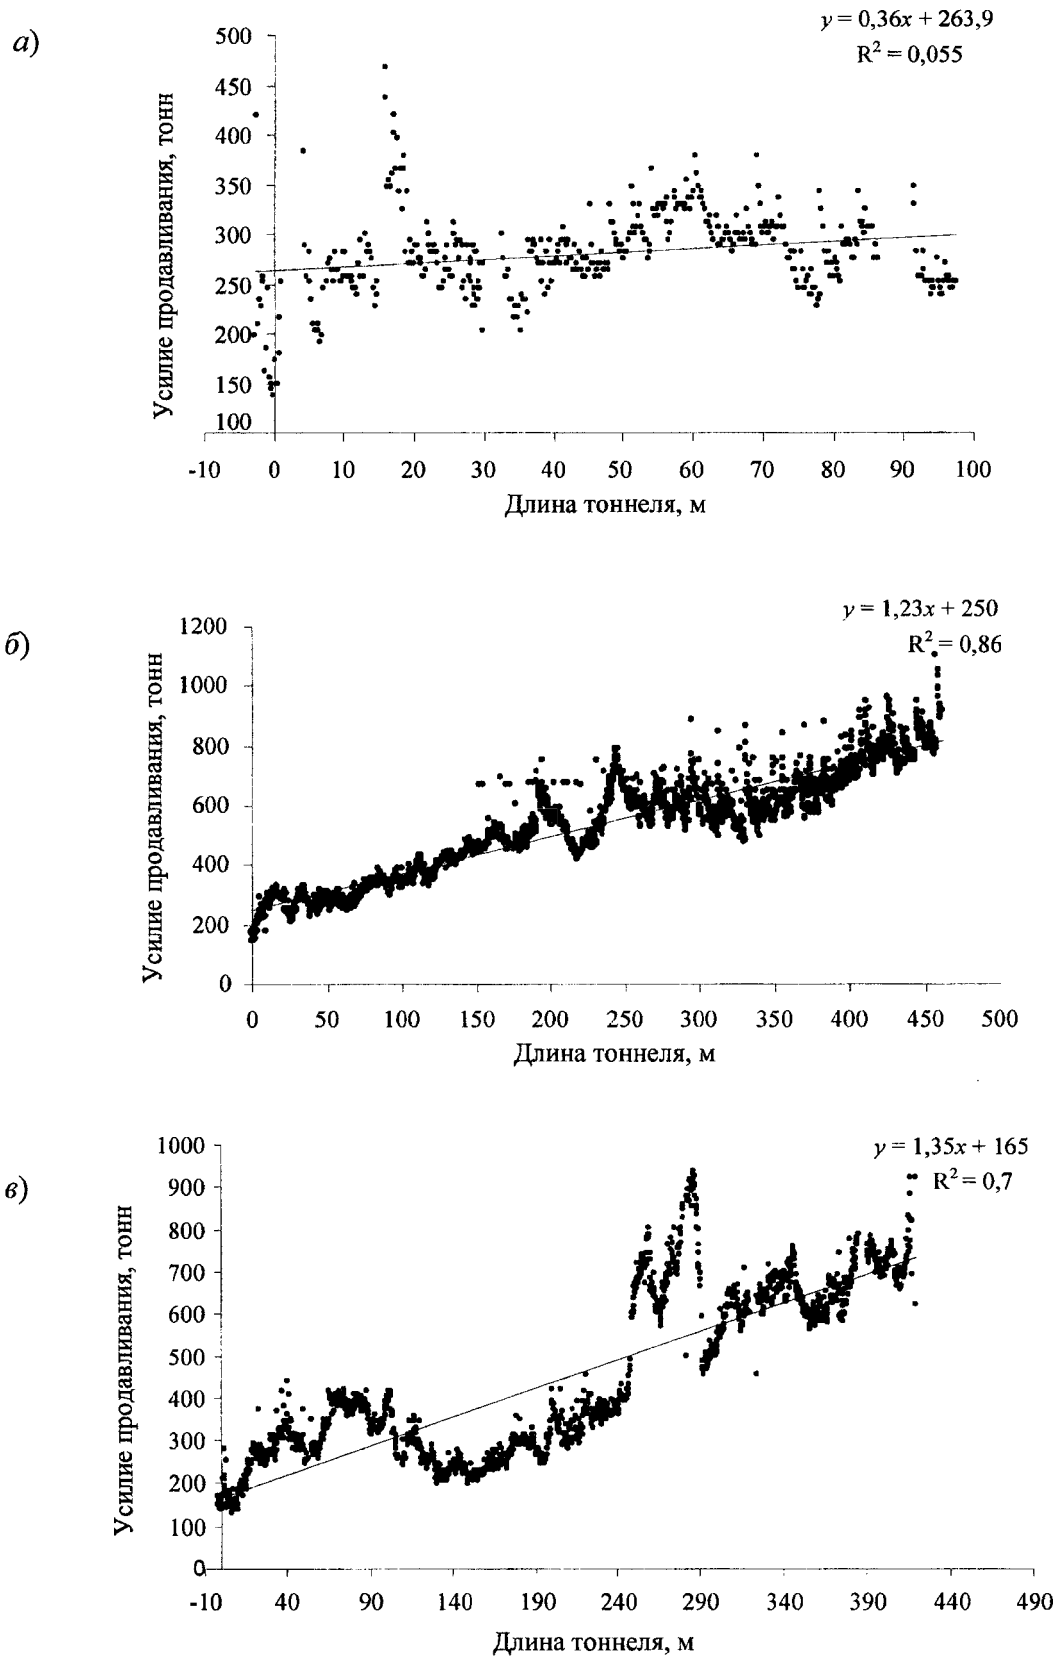 а)
y = 0,36x + 263,9
R² = 0,055
Усилие продавливания, тонн
500
450
400
350
300
250
200
150
100
-10 0 10 20 30 40 50 60 70 80 90 100
Длина тоннеля, м
б)
y = 1,23x + 250
R² = 0,86
Усилие продавливания, тонн
1200
1000
800
600
400
200
0
0 50 100 150 200 250 300 350 400 450 500
Длина тоннеля, м
в)
y = 1,35x + 165
R² = 0,7
Усилие продавливания, тонн
1000
900
800
700
600
500
400
300
200
100
0
-10 40 90 140 190 240 290 340 390 440 490
Длина тоннеля, м